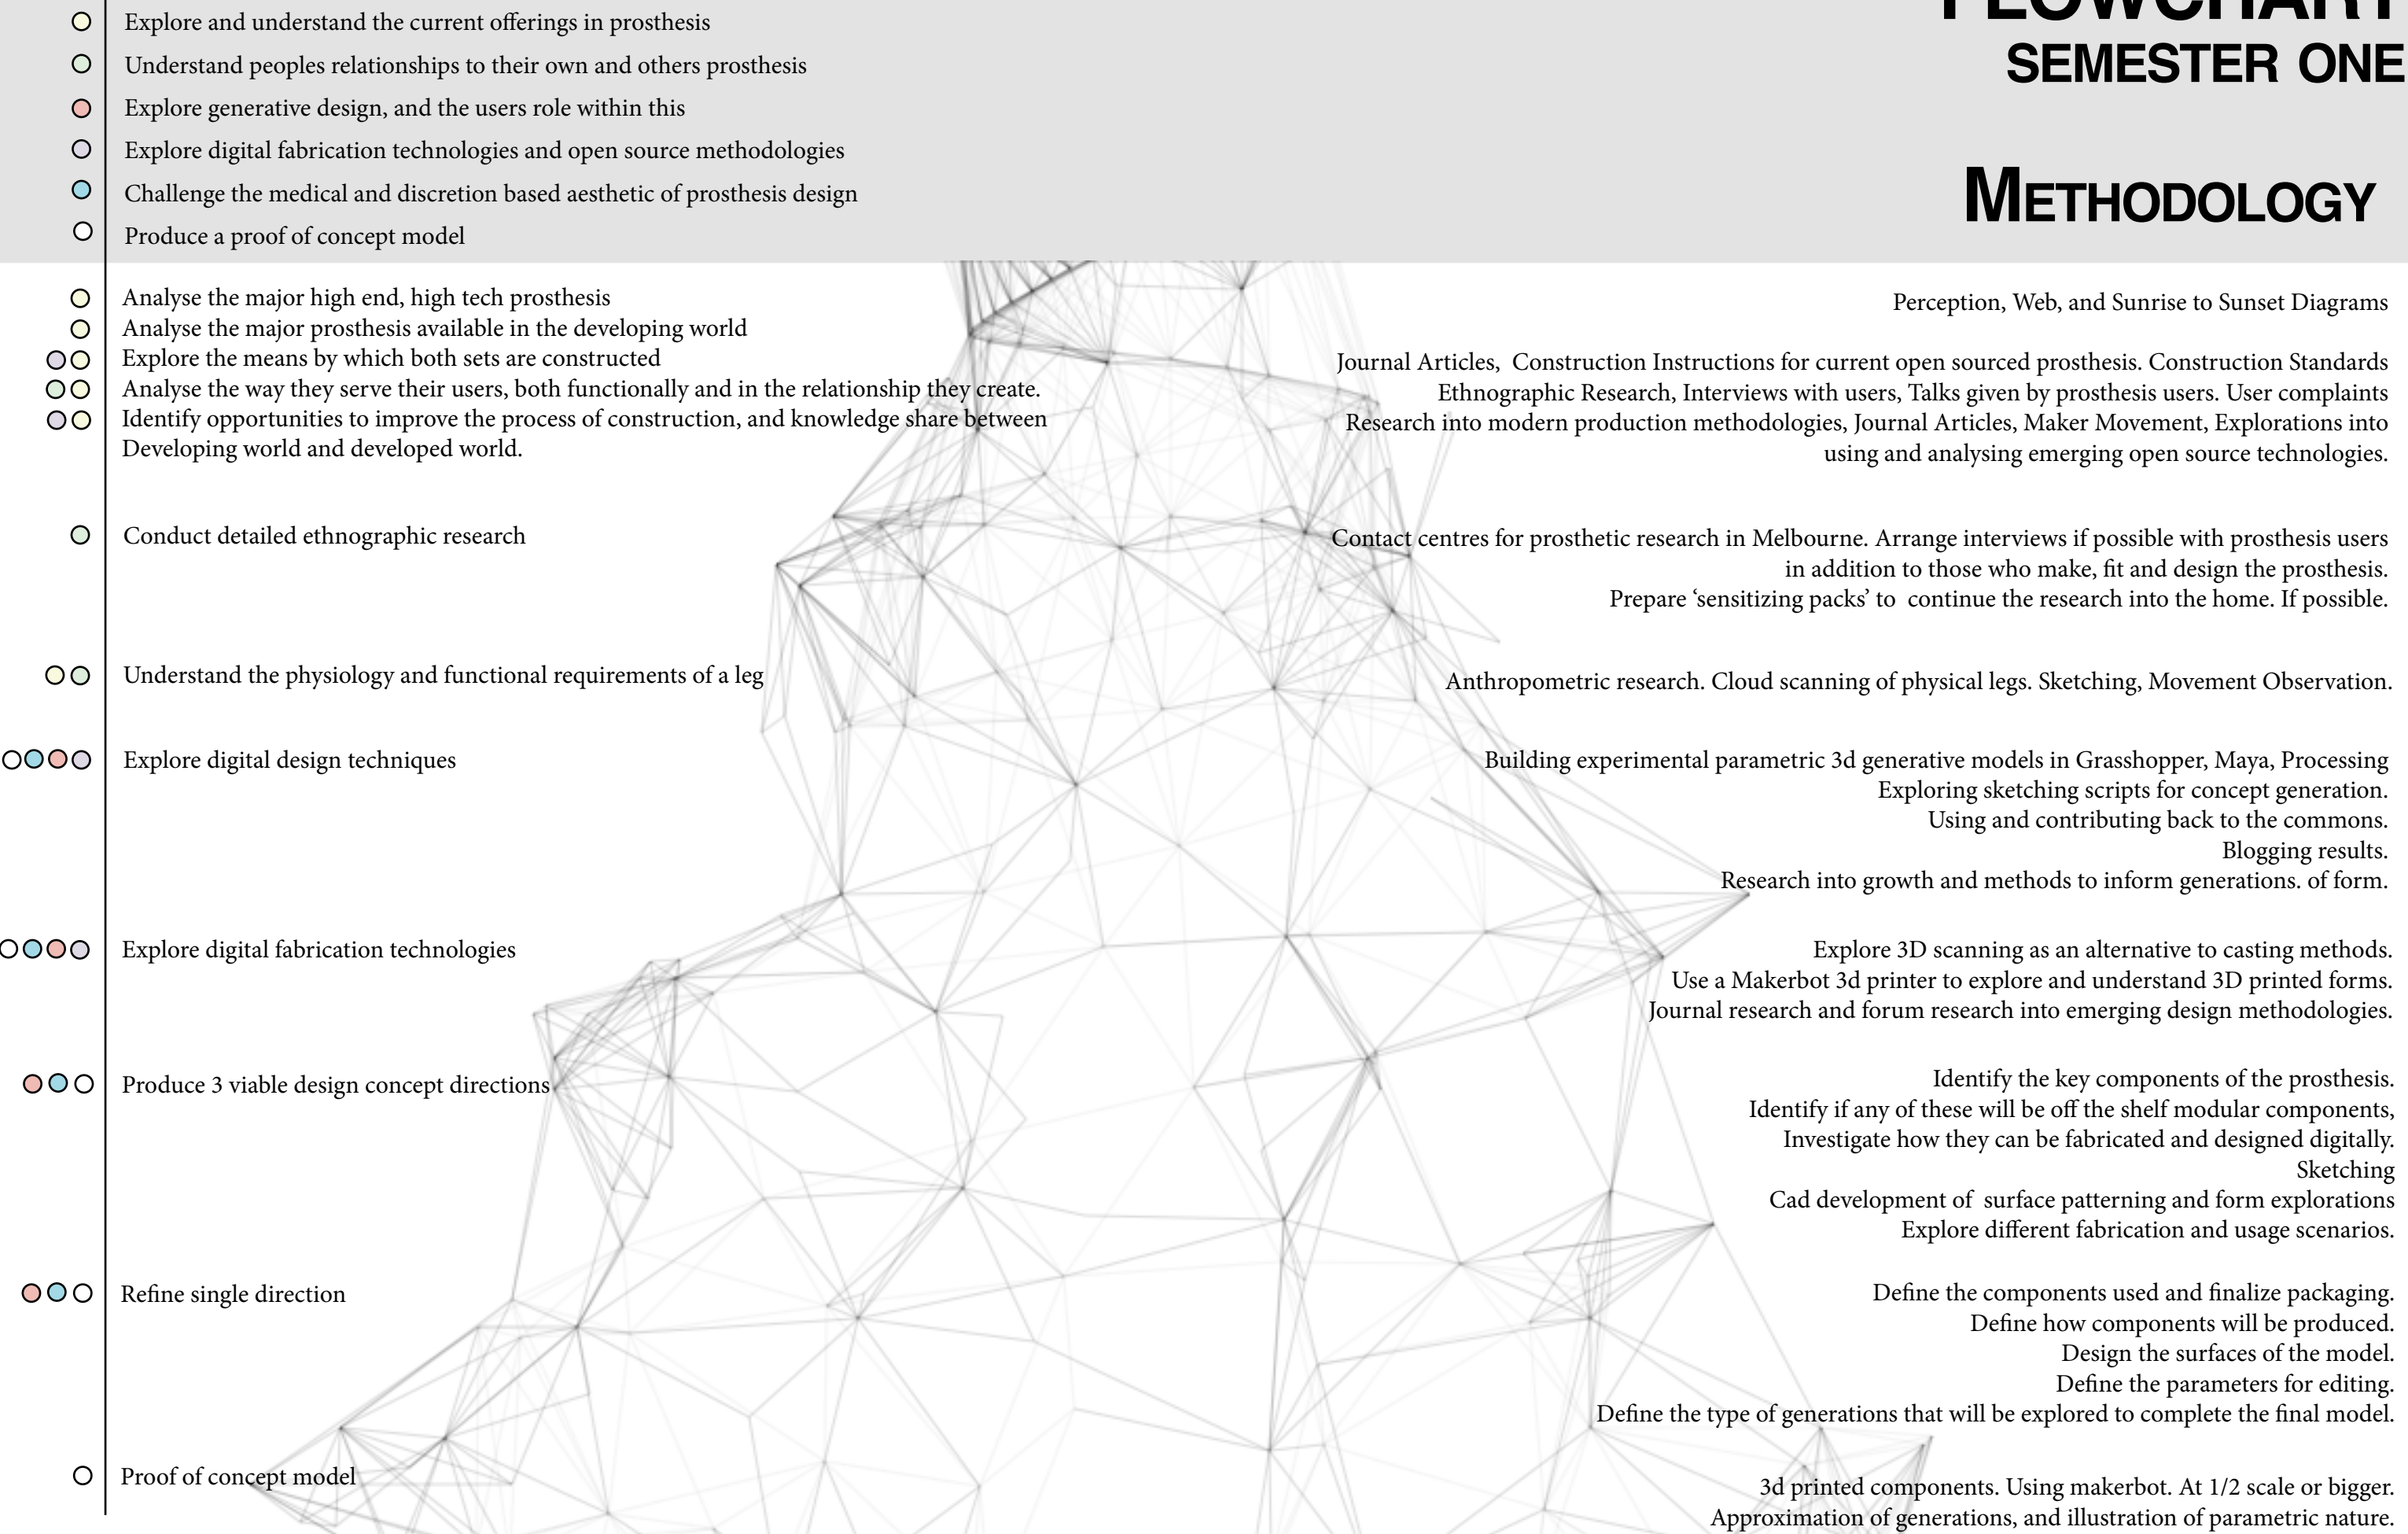 Explore and understand the current offerings in prosthesis
Understand peoples relationships to their own and others prosthesis
Explore generative design, and the users role within this
Explore digital fabrication technologies and open source methodologies
Challenge the medical and discretion based aesthetic of prosthesis design
Produce a proof of concept model
FLOWCHART
SEMESTER ONE
METHODOLOGY
Analyse the major high end, high tech prosthesis
Analyse the major prosthesis available in the developing world
Explore the means by which both sets are constructed
Analyse the way they serve their users, both functionally and in the relationship they create.
Identify opportunities to improve the process of construction, and knowledge share between
Developing world and developed world.
Perception, Web, and Sunrise to Sunset Diagrams
Journal Articles,  Construction Instructions for current open sourced prosthesis. Construction Standards
Ethnographic Research, Interviews with users, Talks given by prosthesis users. User complaints
Research into modern production methodologies, Journal Articles, Maker Movement, Explorations into
using and analysing emerging open source technologies.
Conduct detailed ethnographic research
Contact centres for prosthetic research in Melbourne. Arrange interviews if possible with prosthesis users
in addition to those who make, fit and design the prosthesis.
Prepare ‘sensitizing packs’ to  continue the research into the home. If possible.
Understand the physiology and functional requirements of a leg
Anthropometric research. Cloud scanning of physical legs. Sketching, Movement Observation.
Explore digital design techniques
Building experimental parametric 3d generative models in Grasshopper, Maya, Processing
Exploring sketching scripts for concept generation.
Using and contributing back to the commons.
Blogging results.
Research into growth and methods to inform generations. of form.
Explore digital fabrication technologies
Explore 3D scanning as an alternative to casting methods.
Use a Makerbot 3d printer to explore and understand 3D printed forms.
Journal research and forum research into emerging design methodologies.
Produce 3 viable design concept directions
Identify the key components of the prosthesis.
Identify if any of these will be off the shelf modular components,
Investigate how they can be fabricated and designed digitally.
Sketching
Cad development of  surface patterning and form explorations
Explore different fabrication and usage scenarios.
Refine single direction
Define the components used and finalize packaging.
Define how components will be produced.
Design the surfaces of the model.
Define the parameters for editing.
Define the type of generations that will be explored to complete the final model.
Proof of concept model
3d printed components. Using makerbot. At 1/2 scale or bigger.
Approximation of generations, and illustration of parametric nature.